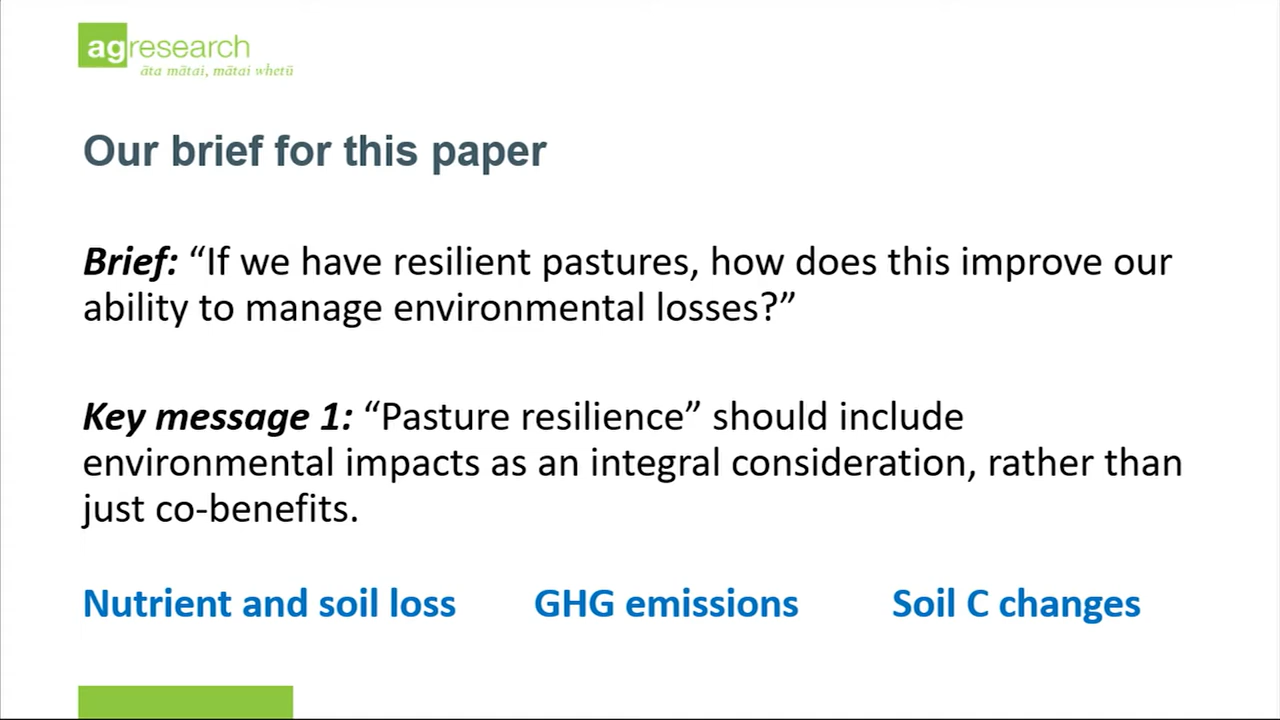 agresearch
āta mātai, mātai whetū
Our brief for this paper
Brief: “If we have resilient pastures, how does this improve our
ability to manage environmental losses?”
Key message 1: “Pasture resilience” should include
environmental impacts as an integral consideration, rather than
just co-benefits.
Nutrient and soil loss GHG emissions Soil C changes